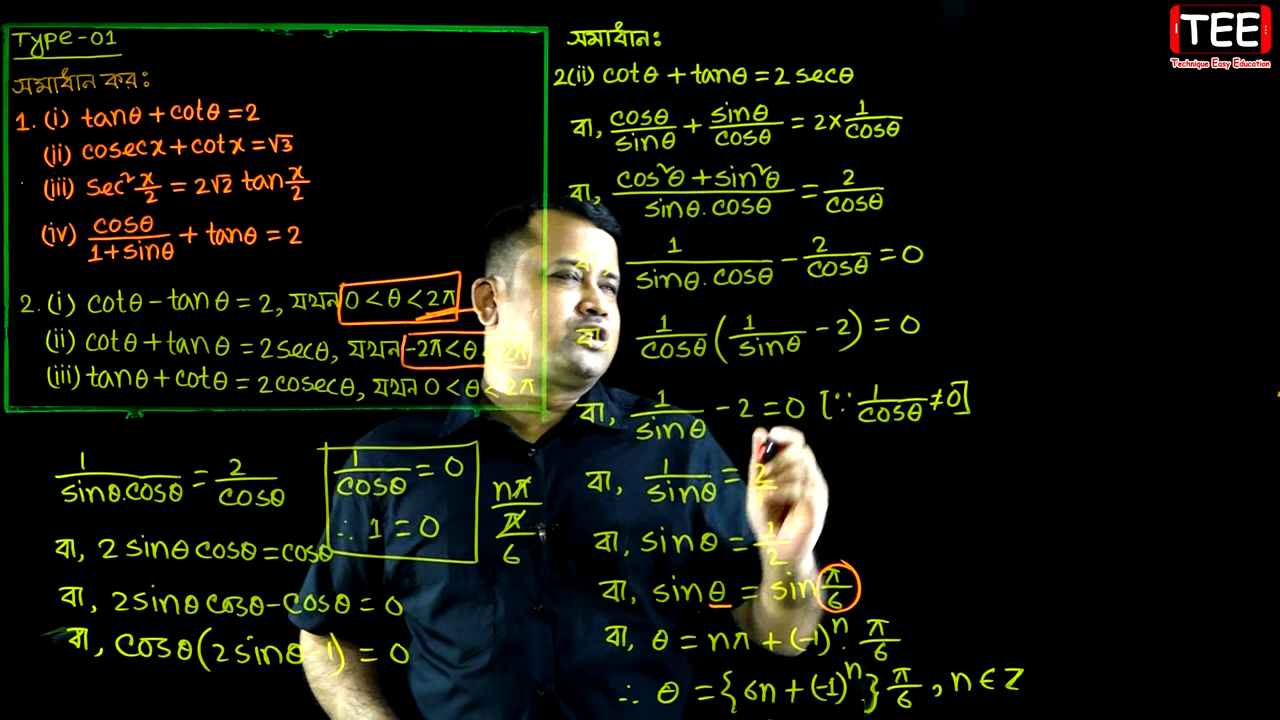 Type-01
সমাধান কর:
1. (i) tanθ + cotθ = 2
(ii) cosecx + cotx = √3
(iii) sec² x/2 = 2√2 tan x/2
(iv) cosθ/(1+sinθ) + tanθ = 2
2. (i) cotθ - tanθ = 2, যখন 0 < θ < 2π
(ii) cotθ + tanθ = 2secθ, যখন -2π < θ < 2π
(iii) tanθ + cotθ = 2cosecθ, যখন 0 < θ < 2π
1/(sinθ.cosθ) = 2/cosθ
বা, 2 sinθ cosθ = cosθ
বা, 2sinθ cosθ - cosθ = 0
বা, cosθ(2sinθ - 1) = 0
1/cosθ = 0
∴ 1 = 0
nπ/(π/6)
সমাধান:
2(ii) cotθ + tanθ = 2 secθ
বা, cosθ/sinθ + sinθ/cosθ = 2 × 1/cosθ
বা, (cos²θ + sin²θ)/(sinθ.cosθ) = 2/cosθ
বা, 1/(sinθ.cosθ) - 2/cosθ = 0
বা, 1/cosθ (1/sinθ - 2) = 0
বা, 1/sinθ - 2 = 0 [∵ 1/cosθ ≠ 0]
বা, 1/sinθ = 2
বা, sinθ = 1/2
বা, sinθ = sin π/6
বা, θ = nπ + (-1)ⁿ. π/6
∴ θ = {6n + (-1)ⁿ} π/6, n ∈ Z
TEE
Technique Easy Education